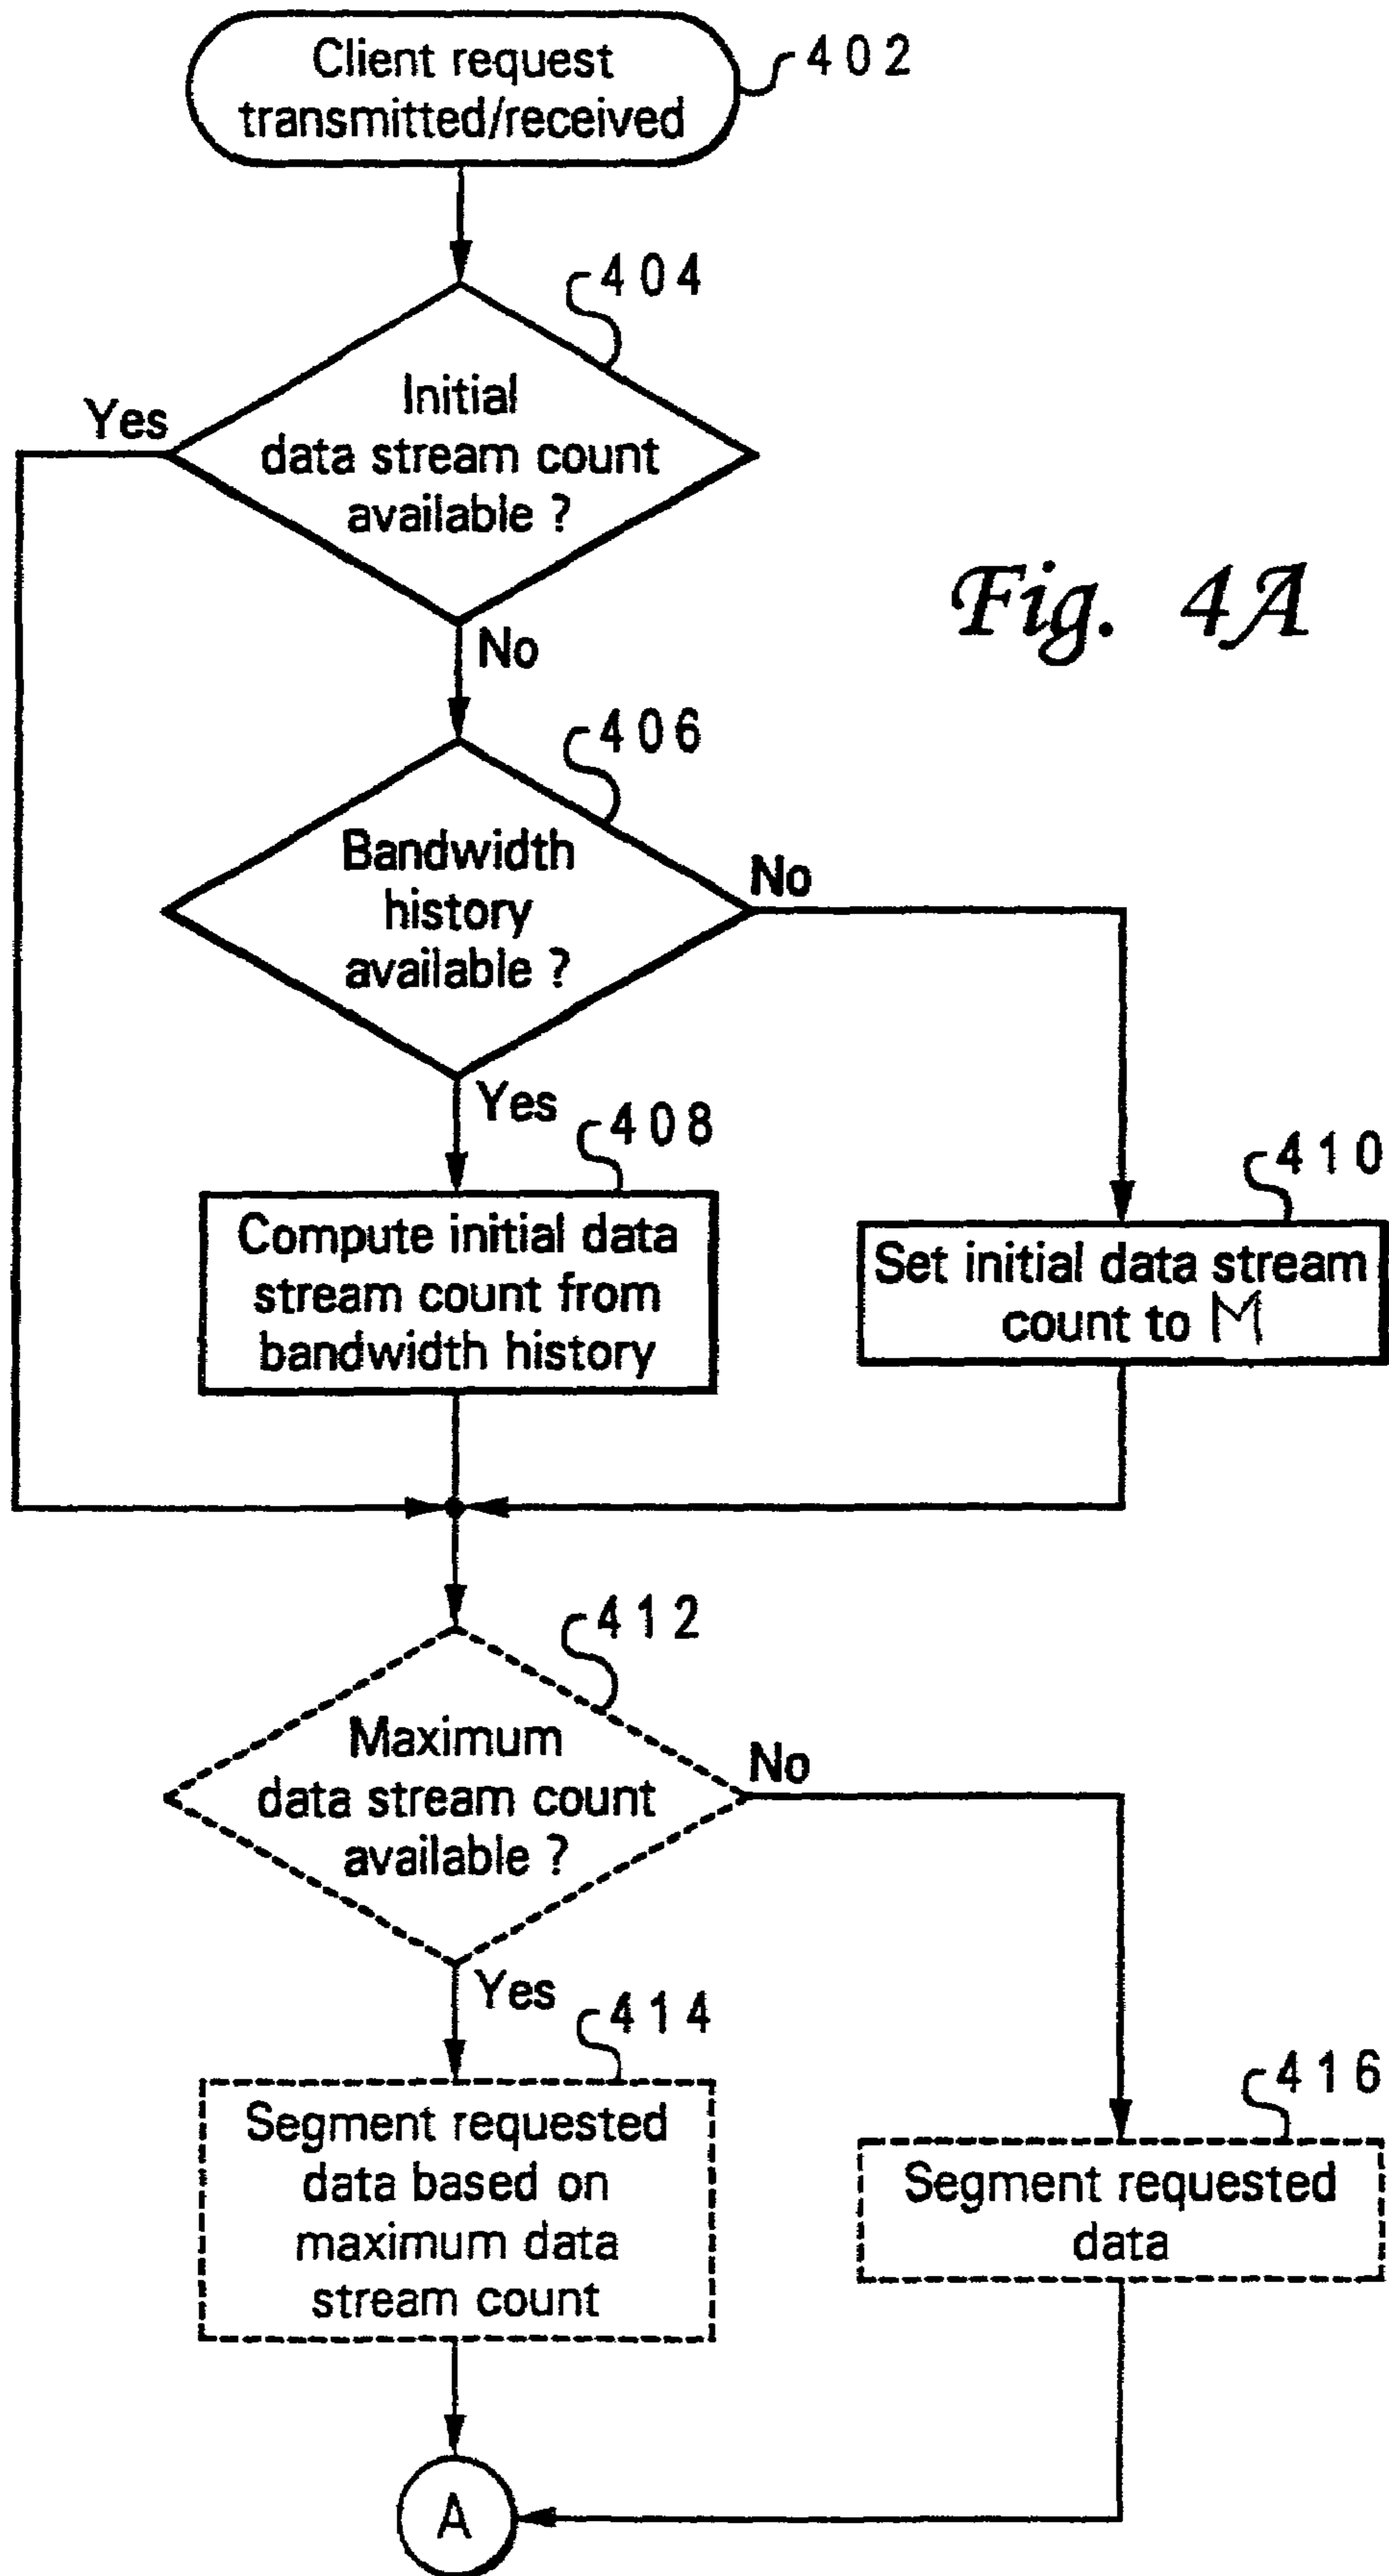 Client request
transmitted/received
402
404
Initial
data stream count
available ?
Yes
No
Fig. 4A
406
Bandwidth
history
available ?
No
Yes
408
Compute initial data
stream count from
bandwidth history
410
Set initial data stream
count to M
412
Maximum
data stream count
available ?
No
Yes
414
Segment requested
data based on
maximum data
stream count
416
Segment requested
data
A